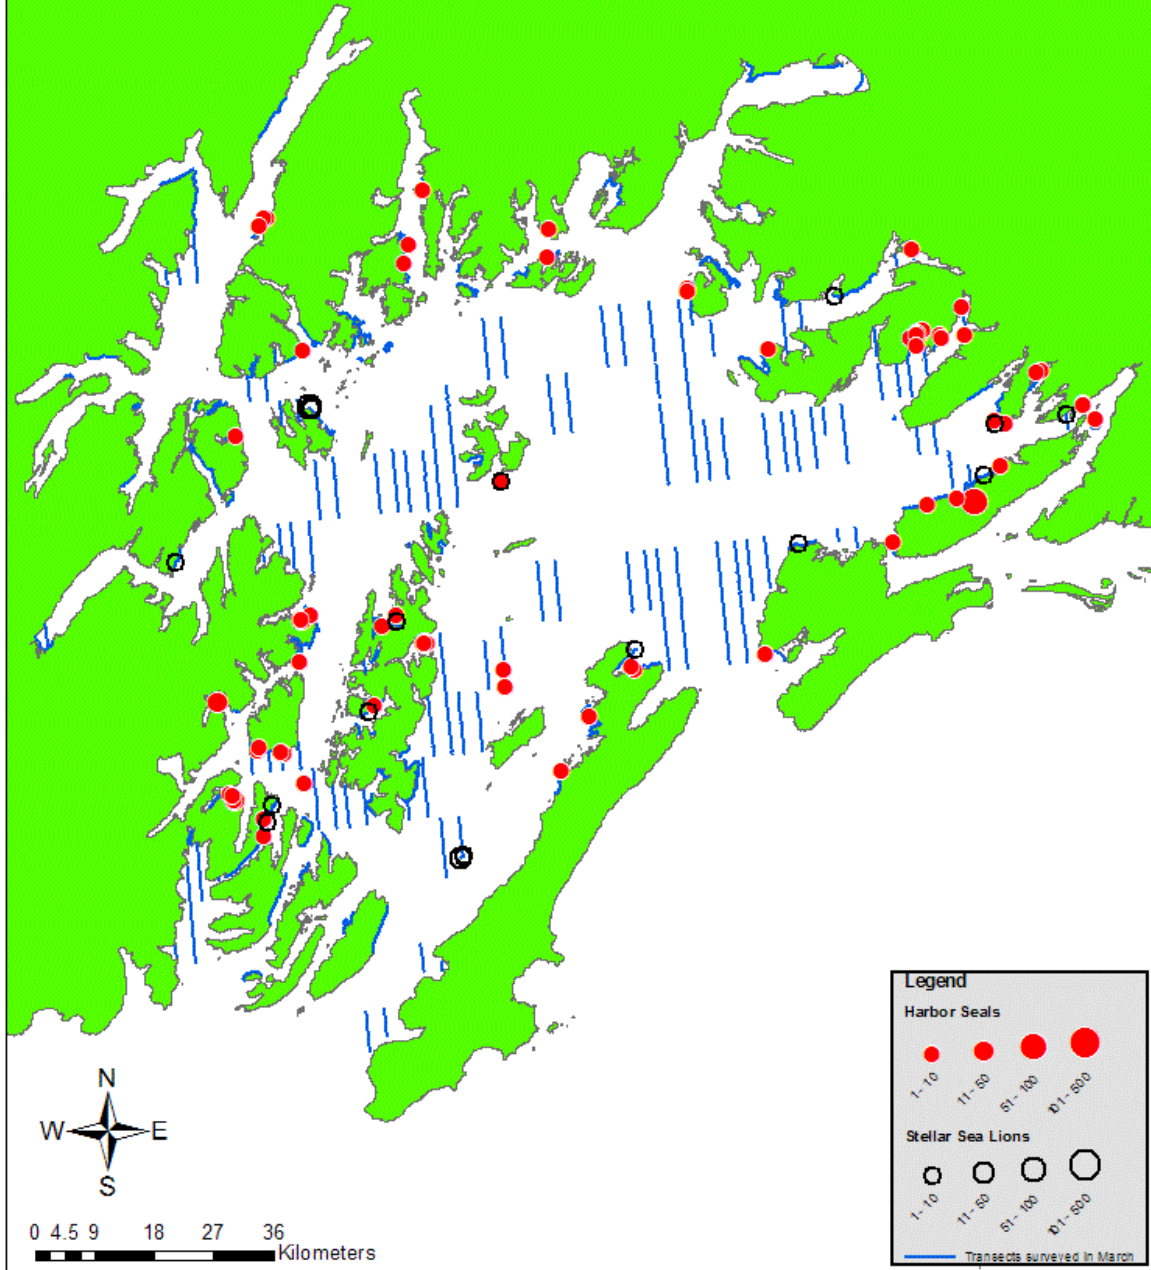 Legend
Harbor Seals
1 - 10
11 - 50
51 - 100
101 - 500
Stellar Sea Lions
1 - 10
11 - 50
51 - 100
101 - 500
Transects surveyed in March
N
W E
S
0 4.5 9 18 27 36
Kilometers